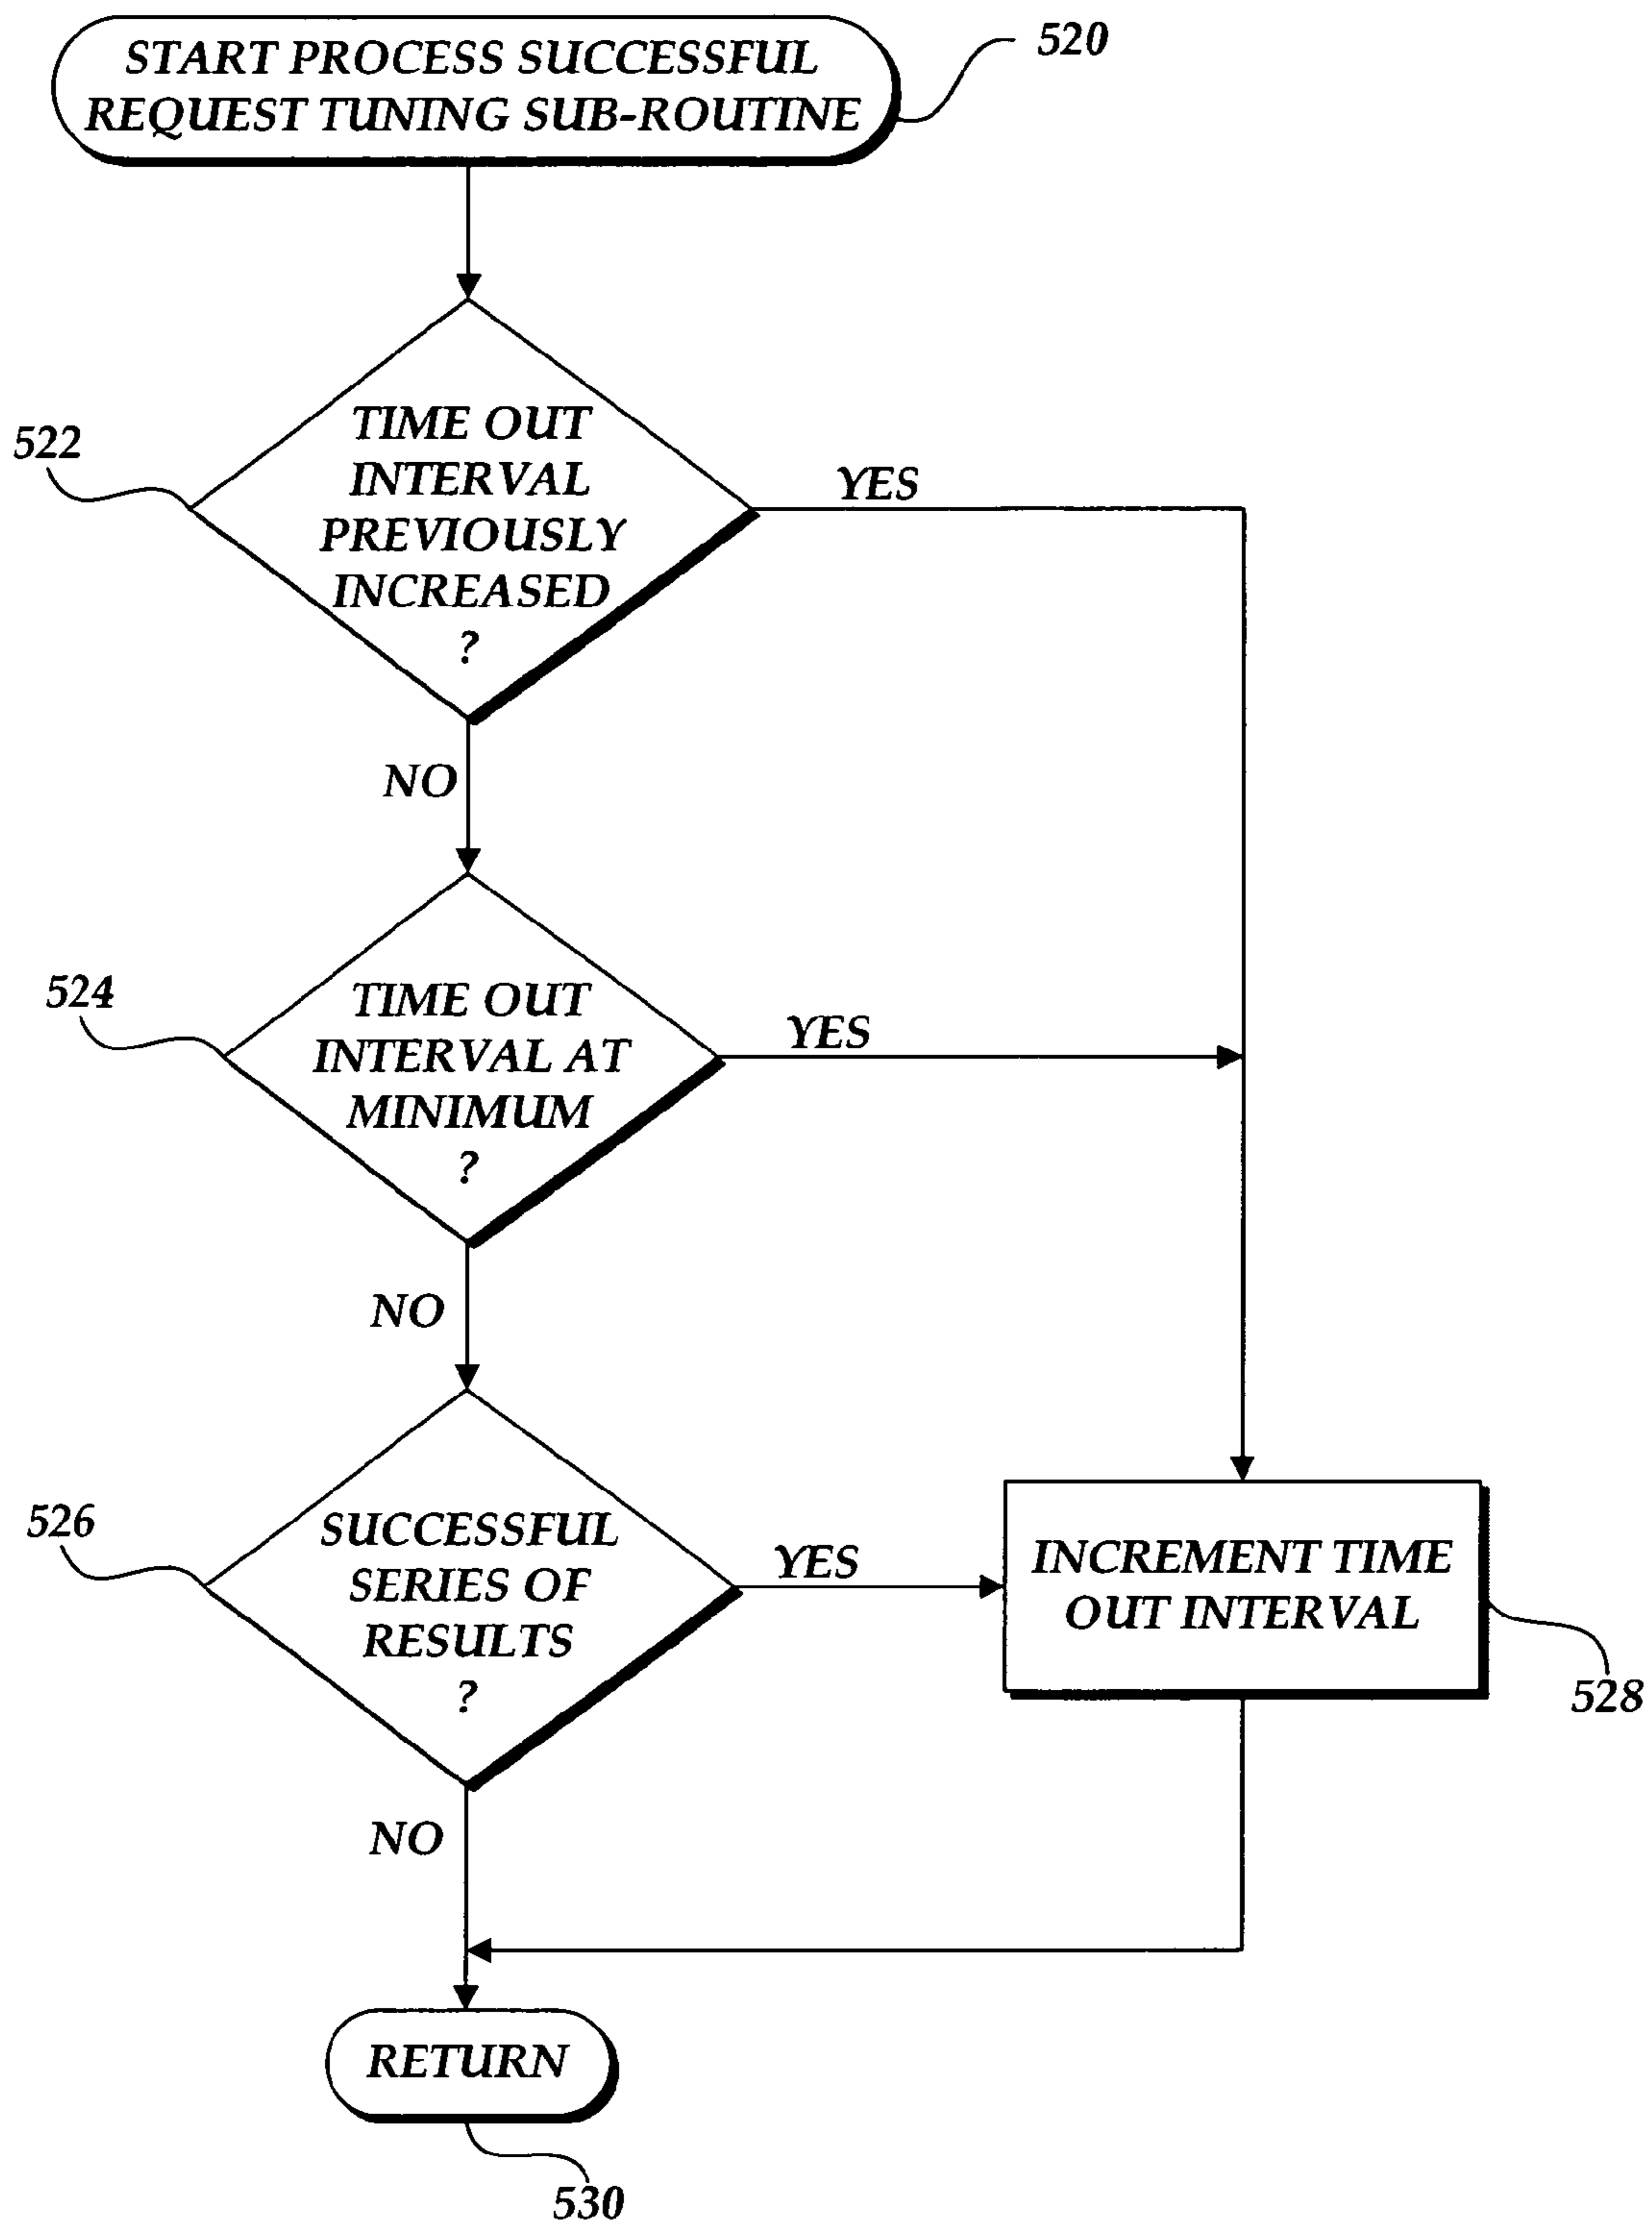 START PROCESS SUCCESSFUL
REQUEST TUNING SUB-ROUTINE
520
TIME OUT
INTERVAL
PREVIOUSLY
INCREASED
?
522
YES
NO
TIME OUT
INTERVAL AT
MINIMUM
?
524
YES
NO
SUCCESSFUL
SERIES OF
RESULTS
?
526
YES
INCREMENT TIME
OUT INTERVAL
528
NO
RETURN
530